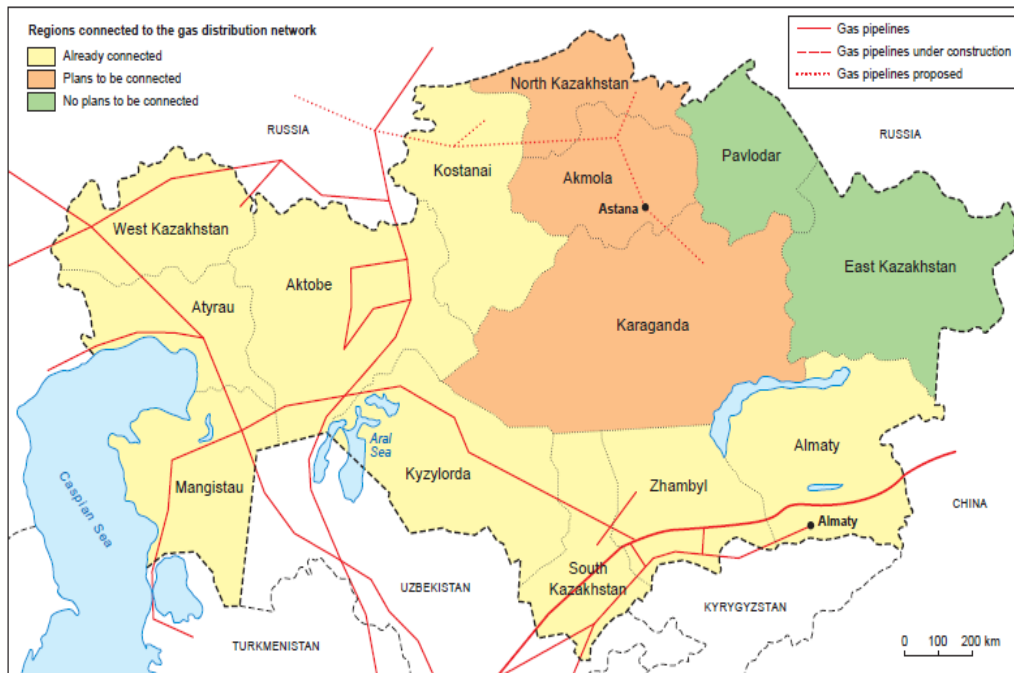 Regions connected to the gas distribution network
Already connected
Plans to be connected
No plans to be connected
Gas pipelines
Gas pipelines under construction
Gas pipelines proposed
North Kazakhstan
RUSSIA
RUSSIA
Pavlodar
Kostanai
Akmola
Astana
West Kazakhstan
East Kazakhstan
Aktobe
Atyrau
Karaganda
Aral
Sea
Almaty
Kyzylorda
Zhambyl
Mangistau
Caspian Sea
CHINA
Almaty
South
Kazakhstan
UZBEKISTAN
KYRYGYZSTAN
TURKMENISTAN
0 100 200 km